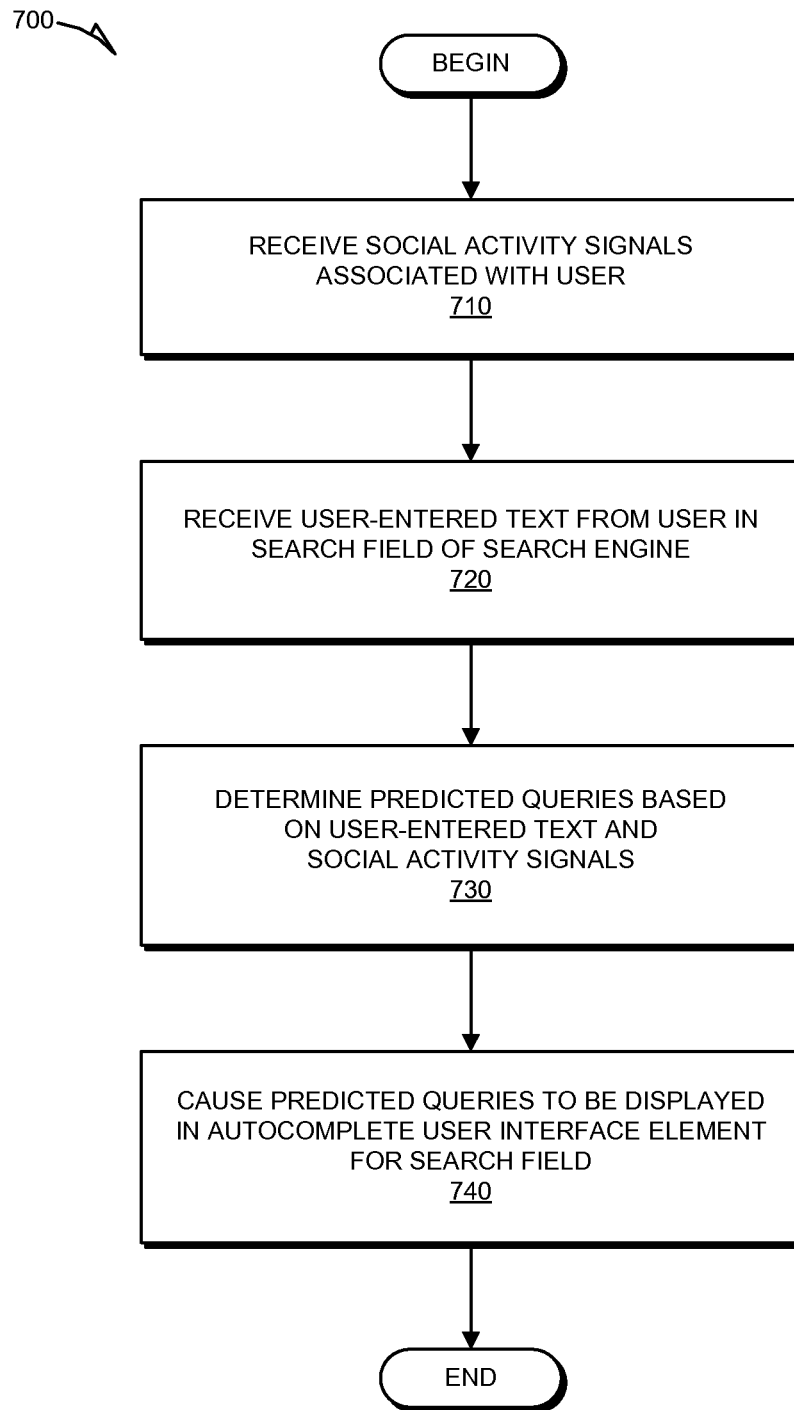 700
BEGIN
RECEIVE SOCIAL ACTIVITY SIGNALS
ASSOCIATED WITH USER
710
RECEIVE USER-ENTERED TEXT FROM USER IN
SEARCH FIELD OF SEARCH ENGINE
720
DETERMINE PREDICTED QUERIES BASED
ON USER-ENTERED TEXT AND
SOCIAL ACTIVITY SIGNALS
730
CAUSE PREDICTED QUERIES TO BE DISPLAYED
IN AUTOCOMPLETE USER INTERFACE ELEMENT
FOR SEARCH FIELD
740
END